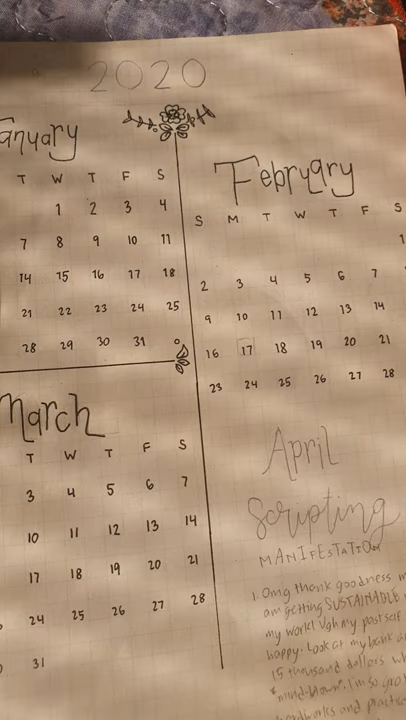 2020
January
T W T F S
1 2 3 4
7 8 9 10 11
14 15 16 17 18
21 22 23 24 25
28 29 30 31
February
S M T W T F S
1
2 3 4 5 6 7
9 10 11 12 13 14
16 17 18 19 20 21
23 24 25 26 27 28
March
T W T F S
3 4 5 6 7
10 11 12 13 14
17 18 19 20 21
24 25 26 27 28
31
April
Scripting
MANIFESTATION
1. Omg thank goodness
am getting SUSTAINABLE
my work! Ugh my past self
happy. Look at my bank
15 thousand dollars
*mind-blown*. I'm so
and